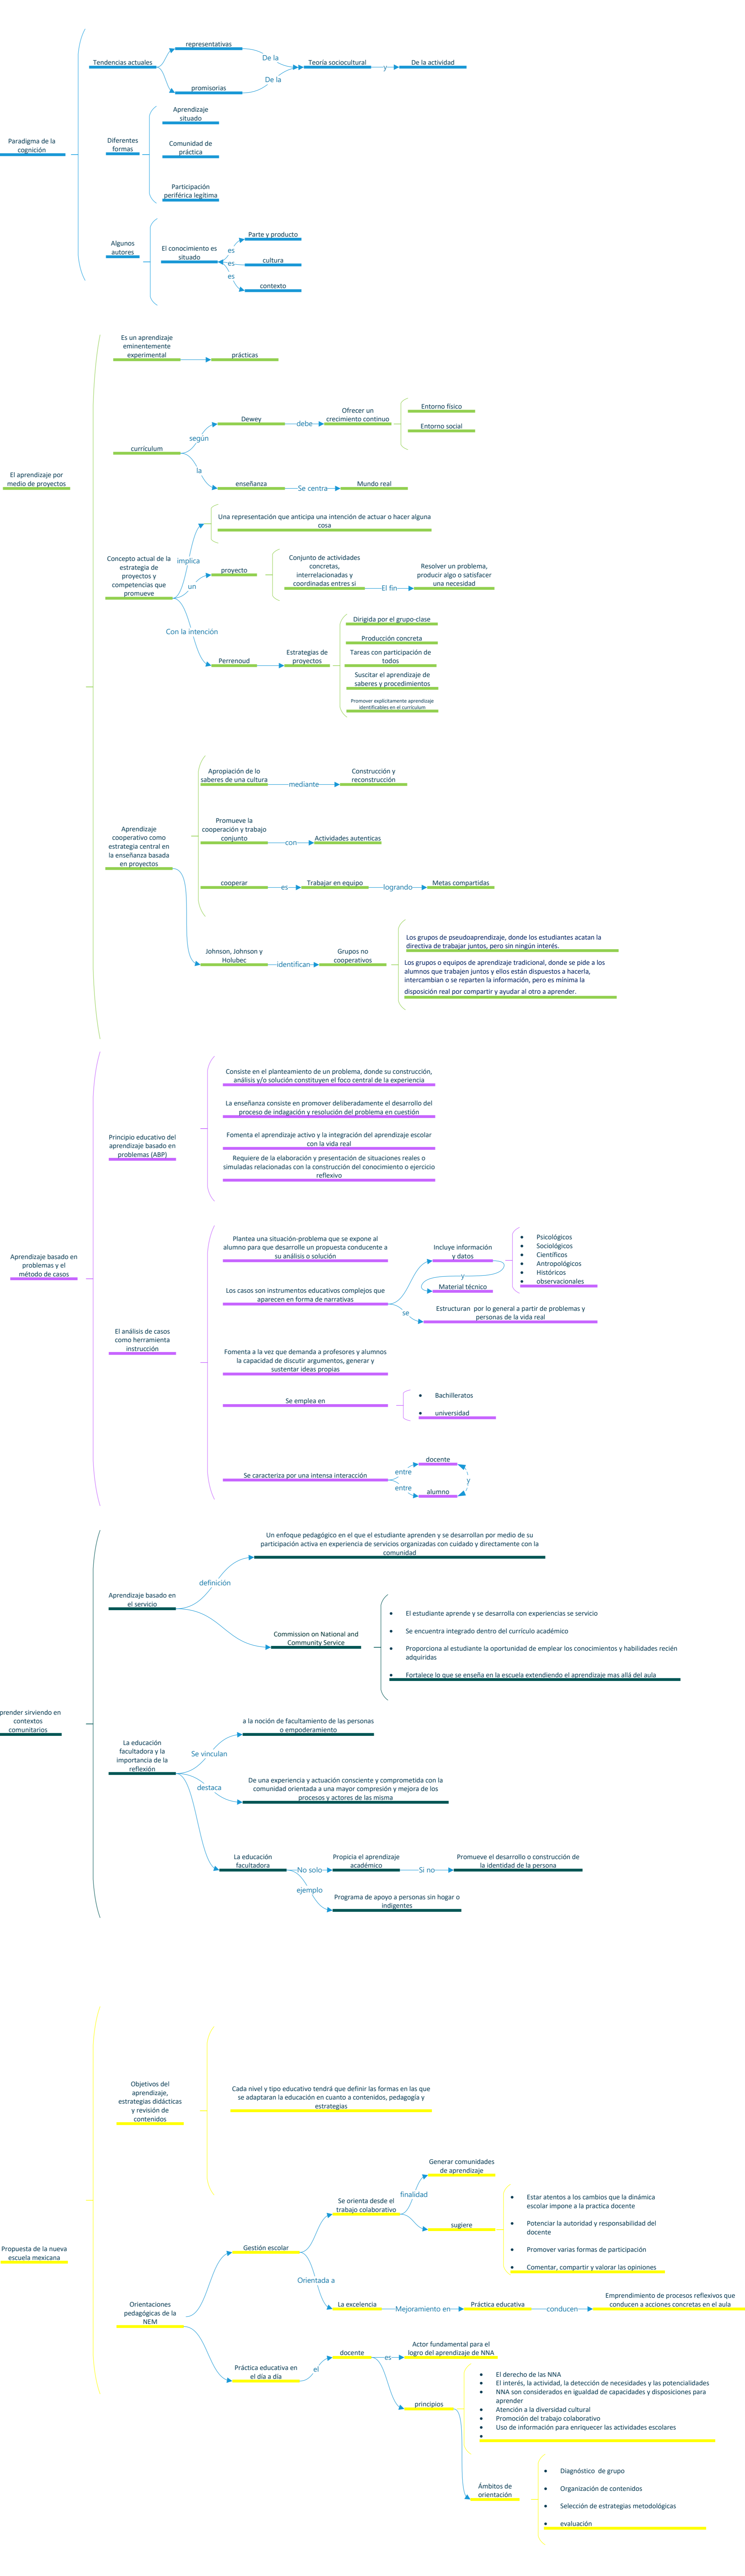 Paradigma de la
cognición
Tendencias actuales
representativas
promisorias
De la
De la
Teoría sociocultural
y
De la actividad
Diferentes
formas
Aprendizaje
situado
Comunidad de
práctica
Participación
periférica legitima
Algunos
autores
El conocimiento es
situado
es
es
es
Parte y producto
cultura
contexto
El aprendizaje por
medio de proyectos
Es un aprendizaje
eminentemente
experimental
prácticas
currículum
según
la
Dewey
debe
Ofrecer un
crecimiento continuo
Entorno físico
Entorno social
enseñanza
Se centra
Mundo real
Concepto actual de la
estrategia de
proyectos y
competencias que
promueve
implica
un
Con la intención
Una representación que anticipa una intención de actuar o hacer alguna
cosa
proyecto
Conjunto de actividades
concretas,
interrelacionadas y
coordinadas entres si
El fin
Resolver un problema,
producir algo o satisfacer
una necesidad
Perrenoud
Estrategias de
proyectos
Dirigida por el grupo-clase
Producción concreta
Tareas con participación de
todos
Suscitar el aprendizaje de
saberes y procedimientos
Promover explícitamente aprendizaje
identificables en el currículum
Aprendizaje
cooperativo como
estrategia central en
la enseñanza basada
en proyectos
Apropiación de lo
saberes de una cultura
mediante
Construcción y
reconstrucción
Promueve la
cooperación y trabajo
conjunto
con
Actividades autenticas
cooperar
es
Trabajar en equipo
logrando
Metas compartidas
Johnson, Johnson y
Holubec
identifican
Grupos no
cooperativos
Los grupos de pseudoaprendizaje, donde los estudiantes acatan la
directiva de trabajar juntos, pero sin ningún interés.
Los grupos o equipos de aprendizaje tradicional, donde se pide a los
alumnos que trabajen juntos y ellos están dispuestos a hacerla,
intercambian o se reparten la información, pero es mínima la
disposición real por compartir y ayudar al otro a aprender.
Aprendizaje basado en
problemas y el
método de casos
Principio educativo del
aprendizaje basado en
problemas (ABP)
Consiste en el planteamiento de un problema, donde su construcción,
análisis y/o solución constituyen el foco central de la experiencia
La enseñanza consiste en promover deliberadamente el desarrollo del
proceso de indagación y resolución del problema en cuestión
Fomenta el aprendizaje activo y la integración del aprendizaje escolar
con la vida real
Requiere de la elaboración y presentación de situaciones reales o
simuladas relacionadas con la construcción del conocimiento o ejercicio
reflexivo
El análisis de casos
como herramienta
instrucción
Plantea una situación-problema que se expone al
alumno para que desarrolle un propuesta conducente a
su análisis o solución
Los casos son instrumentos educativos complejos que
aparecen en forma de narrativas
Incluye información
y datos
y
Material técnico
• Psicológicos
• Sociológicos
• Científicos
• Antropológicos
• Históricos
• observacionales
se
Estructuran por lo general a partir de problemas y
personas de la vida real
Fomenta a la vez que demanda a profesores y alumnos
la capacidad de discutir argumentos, generar y
sustentar ideas propias
Se emplea en
• Bachilleratos
• universidad
Se caracteriza por una intensa interacción
entre
entre
docente
alumno
y
prender sirviendo en
contextos
comunitarios
Aprendizaje basado en
el servicio
definición
Un enfoque pedagógico en el que el estudiante aprenden y se desarrollan por medio de su
participación activa en experiencia de servicios organizadas con cuidado y directamente con la
comunidad
Commission on National and
Community Service
• El estudiante aprende y se desarrolla con experiencias se servicio
• Se encuentra integrado dentro del currículo académico
• Proporciona al estudiante la oportunidad de emplear los conocimientos y habilidades recién
adquiridas
• Fortalece lo que se enseña en la escuela extendiendo el aprendizaje mas allá del aula
La educación
facultadora y la
importancia de la
reflexión
Se vinculan
a la noción de facultamiento de las personas
o empoderamiento
destaca
De una experiencia y actuación consciente y comprometida con la
comunidad orientada a una mayor compresión y mejora de los
procesos y actores de las misma
La educación
facultadora
No solo
Propicia el aprendizaje
académico
Si no
Promueve el desarrollo o construcción de
la identidad de la persona
ejemplo
Programa de apoyo a personas sin hogar o
indigentes
Propuesta de la nueva
escuela mexicana
Objetivos del
aprendizaje,
estrategias didácticas
y revisión de
contenidos
Cada nivel y tipo educativo tendrá que definir las formas en las que
se adaptaran la educación en cuanto a contenidos, pedagogía y
estrategias
Orientaciones
pedagógicas de la
NEM
Gestión escolar
Se orienta desde el
trabajo colaborativo
finalidad
Generar comunidades
de aprendizaje
sugiere
• Estar atentos a los cambios que la dinámica
escolar impone a la practica docente
• Potenciar la autoridad y responsabilidad del
docente
• Promover varias formas de participación
• Comentar, compartir y valorar las opiniones
Orientada a
La excelencia
Mejoramiento en
Práctica educativa
conducen
Emprendimiento de procesos reflexivos que
conducen a acciones concretas en el aula
Práctica educativa en
el día a día
el
docente
es
Actor fundamental para el
logro del aprendizaje de NNA
principios
• El derecho de las NNA
• El interés, la actividad, la detección de necesidades y las potencialidades
• NNA son considerados en igualdad de capacidades y disposiciones para
aprender
• Atención a la diversidad cultural
• Promoción del trabajo colaborativo
• Uso de información para enriquecer las actividades escolares
•
Ámbitos de
orientación
• Diagnóstico de grupo
• Organización de contenidos
• Selección de estrategias metodológicas
• evaluación